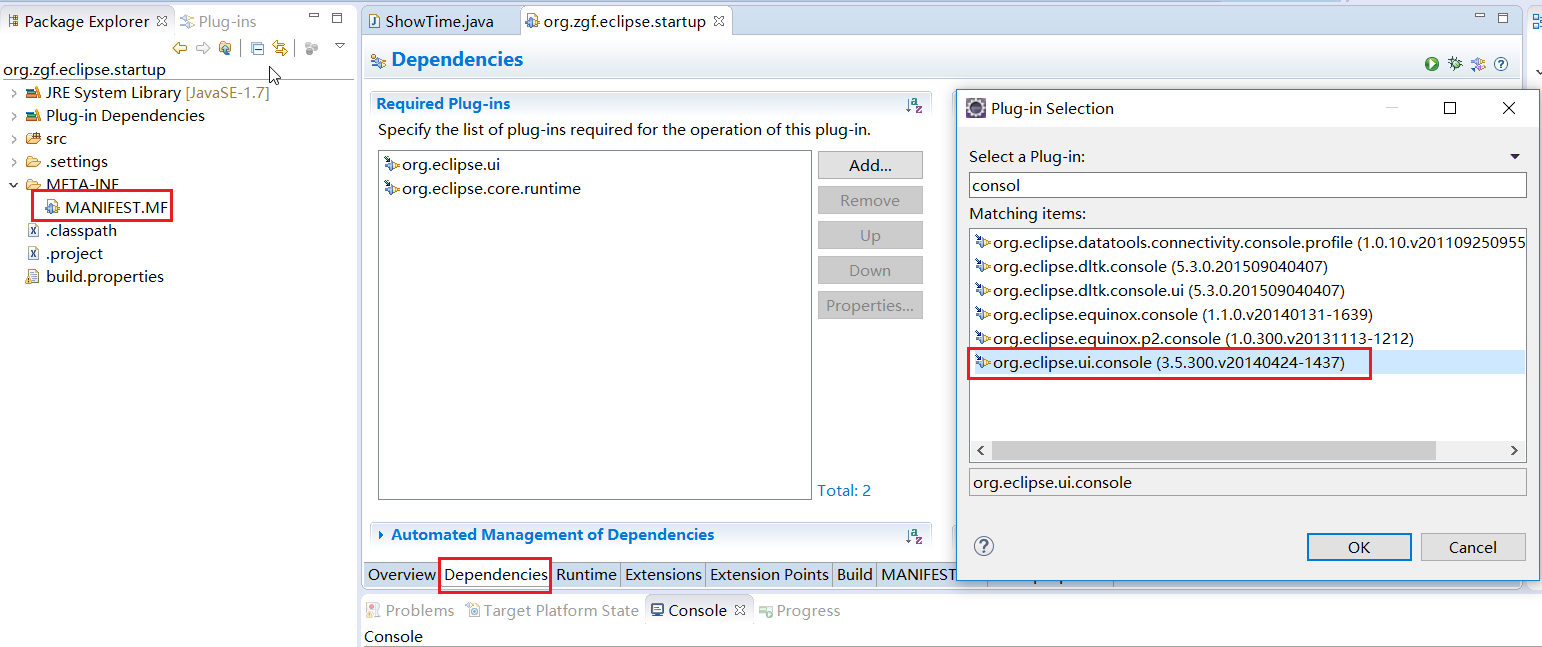 Package Explorer
Plug-ins
org.zgf.eclipse.startup
JRE System Library [JavaSE-1.7]
Plug-in Dependencies
src
.settings
META-INF
MANIFEST.MF
.classpath
.project
build.properties
ShowTime.java
org.zgf.eclipse.startup
Dependencies
Required Plug-ins
Specify the list of plug-ins required for the operation of this plug-in.
org.eclipse.ui
org.eclipse.core.runtime
Add...
Remove
Up
Down
Properties...
Total: 2
Automated Management of Dependencies
Overview Dependencies Runtime Extensions Extension Points Build MANIFEST
Problems Target Platform State Console Progress
Console
Plug-in Selection
Select a Plug-in:
consol
Matching items:
org.eclipse.datatools.connectivity.console.profile (1.0.10.v201109250955
org.eclipse.dltk.console (5.3.0.201509040407)
org.eclipse.dltk.console.ui (5.3.0.201509040407)
org.eclipse.equinox.console (1.1.0.v20140131-1639)
org.eclipse.equinox.p2.console (1.0.300.v20131113-1212)
org.eclipse.ui.console (3.5.300.v20140424-1437)
org.eclipse.ui.console
OK
Cancel